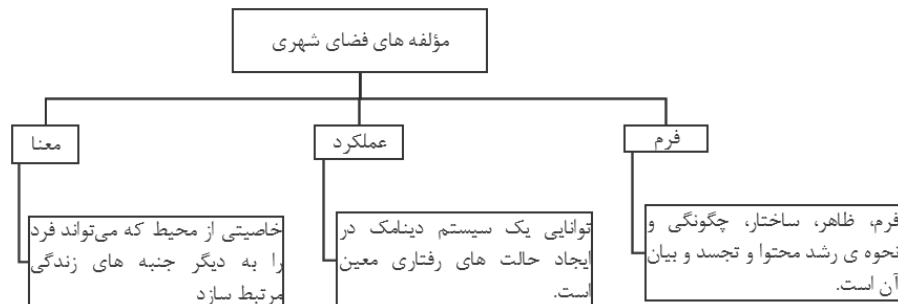 مؤلفه های فضای شهری
فرم
عملکرد
معنا
فرم، ظاهر، ساختار، چگونگی و
نحوه ی رشد محتوا و تجسد و بیان
آن است.
توانایی یک سیستم دینامک در
ایجاد حالت های رفتاری معین
است.
خاصیتی از محیط که می‌تواند فرد
را به دیگر جنبه های زندگی
مرتبط سازد